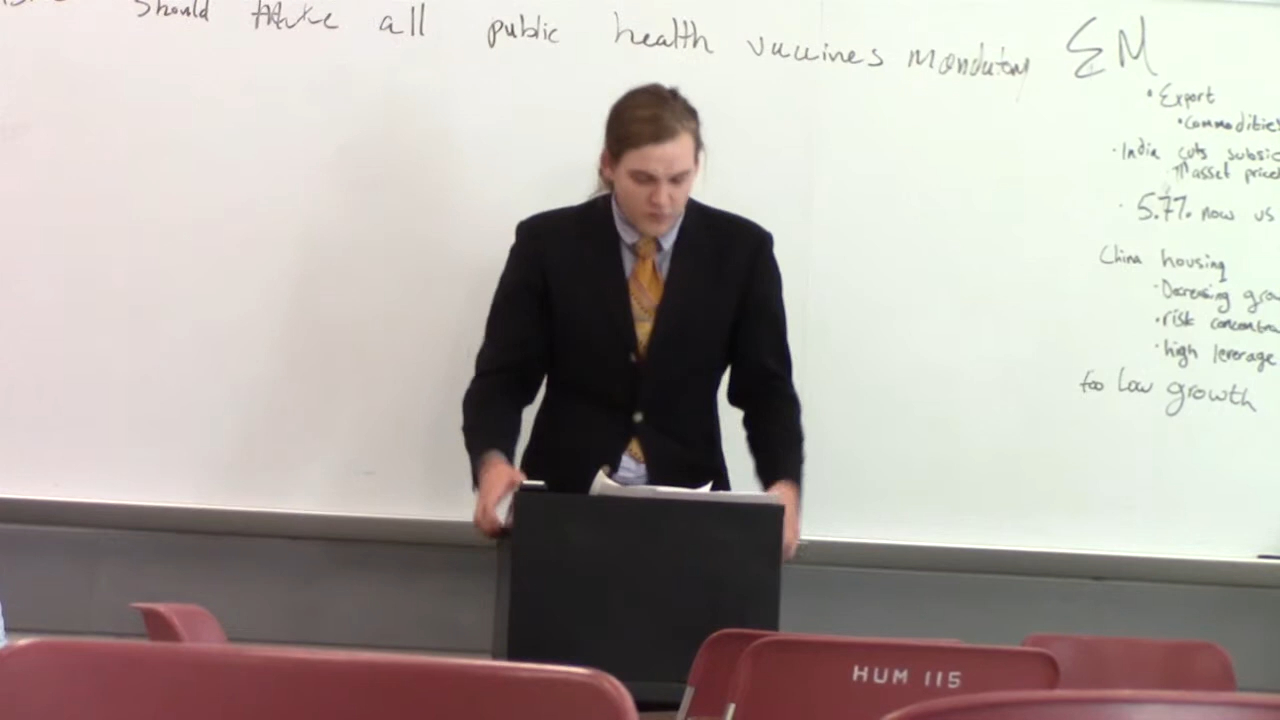 should make all public health vaccines mandatory
EM
• Export
• commodities
• India cuts subsid
↑ asset price
• 5.7% now us
China housing
• Decreasing grow
• risk concentra
• high leverage
too low growth
HUM 115